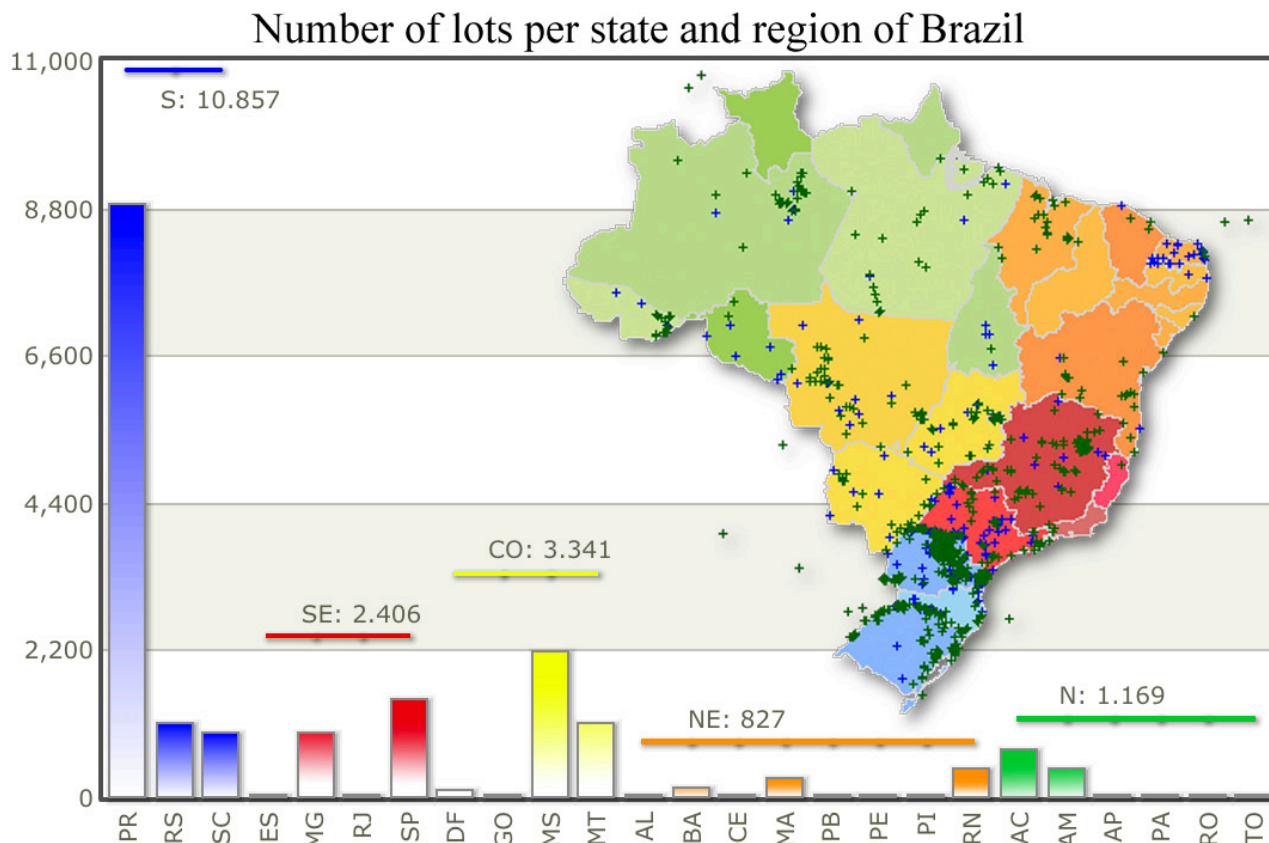 Number of lots per state and region of Brazil
11,000
S: 10.857
8,800
6,600
4,400
CO: 3.341
SE: 2.406
2,200
NE: 827
N: 1.169
0
PR RS SC ES MG RJ SP DF GO MS MT AL BA CE MA PB PE PI RN AC AM AP PA RO TO